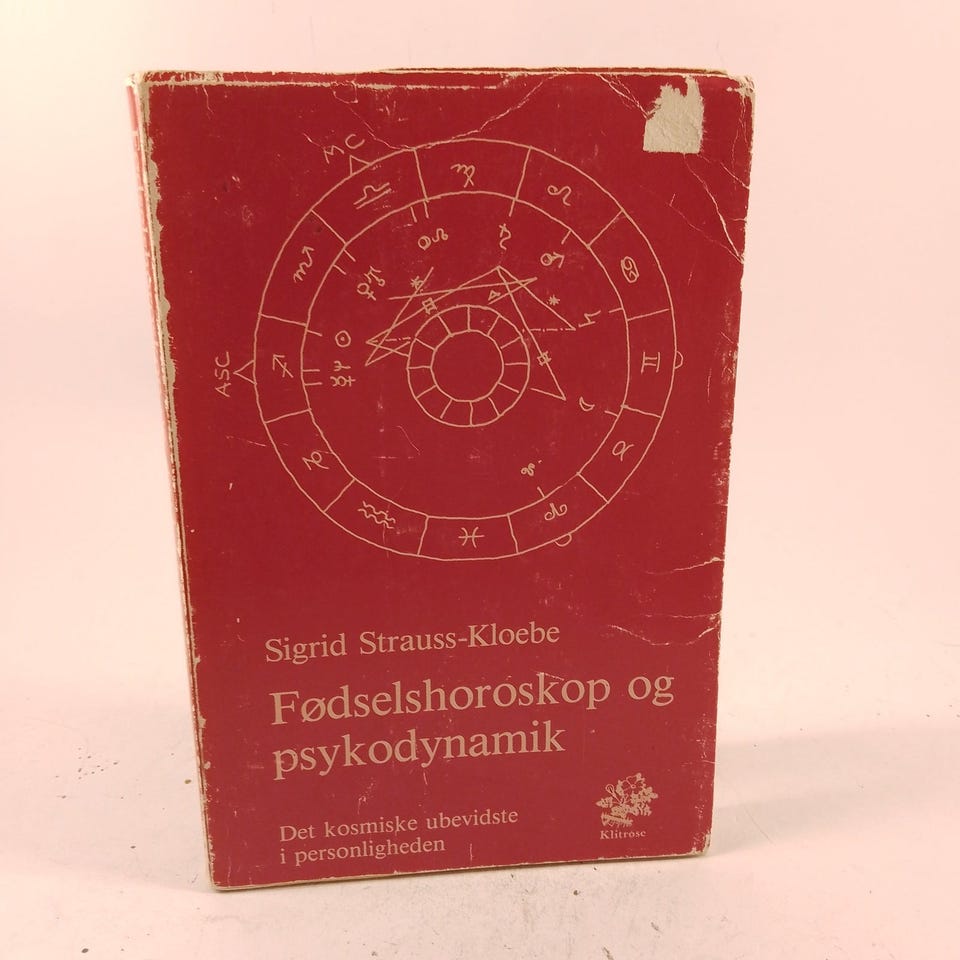 MC
ASC
Sigrid Strauss-Kloebe
Fødselshoroskop og
psykodynamik
Det kosmiske ubevidste
i personligheden
Klitrose